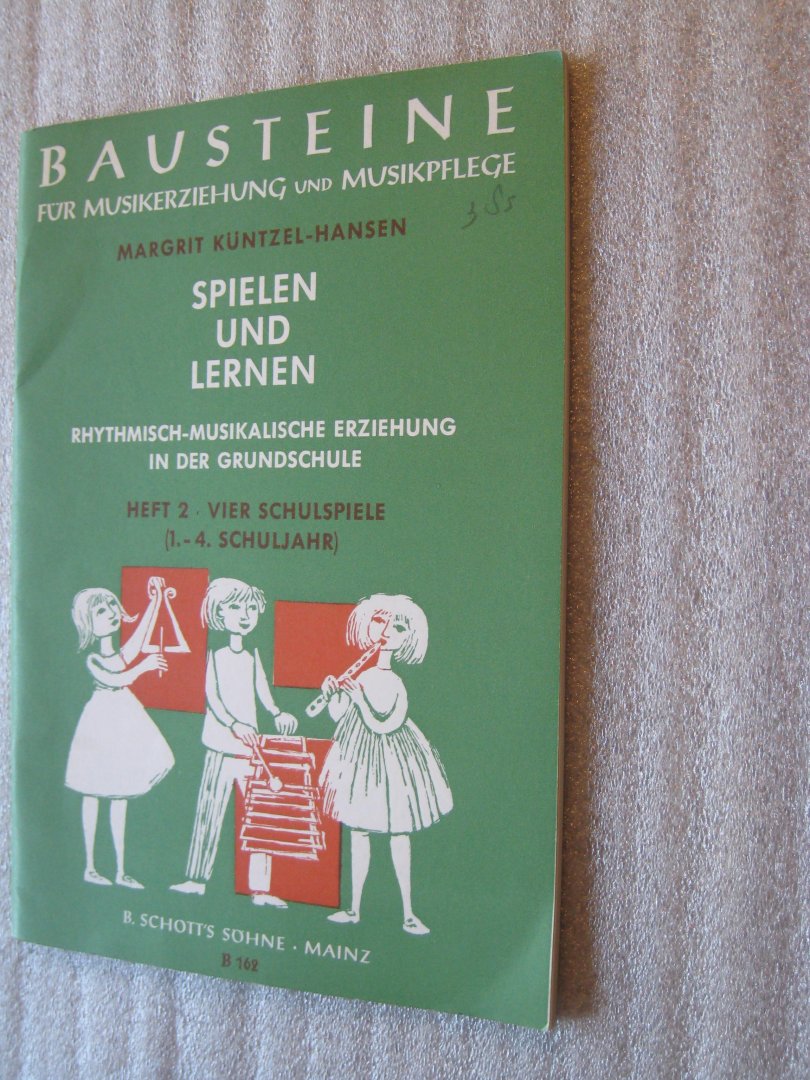 BAUSTEINE
FÜR MUSIKERZIEHUNG UND MUSIKPFLEGE
MARGRIT KÜNTZEL-HANSEN
SPIELEN
UND
LERNEN
RHYTHMISCH-MUSIKALISCHE ERZIEHUNG
IN DER GRUNDSCHULE
HEFT 2 · VIER SCHULSPIELE
(1.-4. SCHULJAHR)
B. SCHOTT'S SÖHNE · MAINZ
B 162